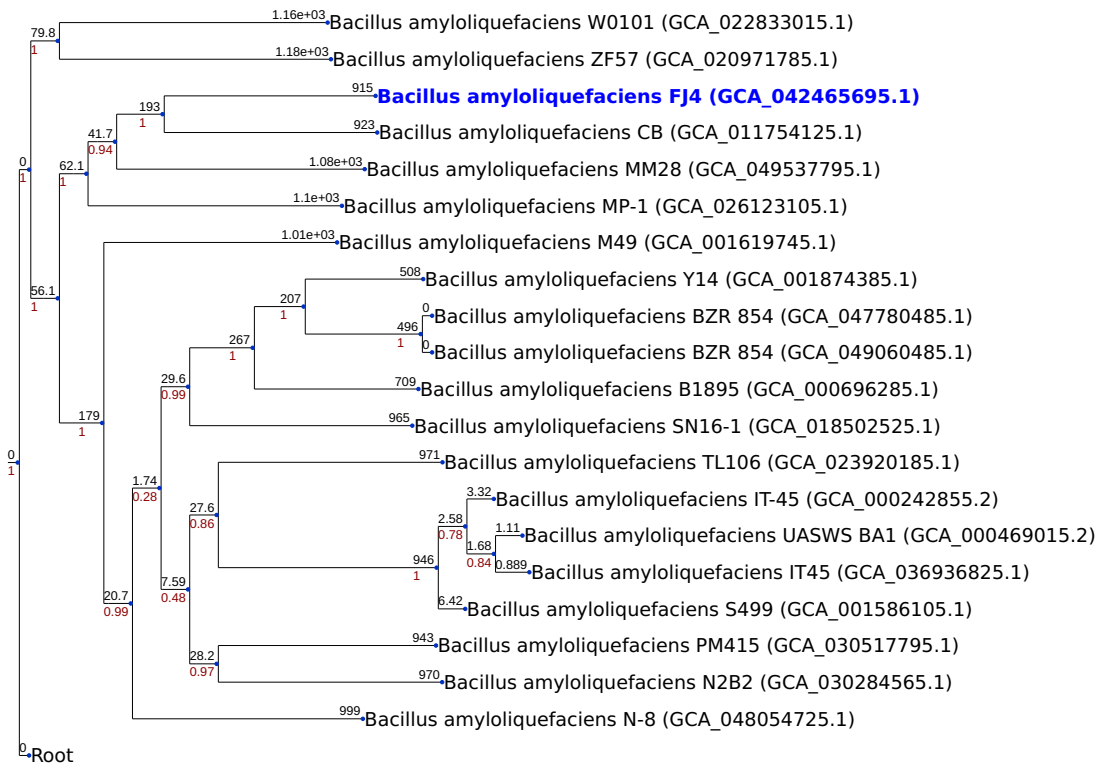 1.16e+03 Bacillus amyloliquefaciens W0101 (GCA_022833015.1)
79.8
1
1.18e+03 Bacillus amyloliquefaciens ZF57 (GCA_020971785.1)
915 Bacillus amyloliquefaciens FJ4 (GCA_042465695.1)
193
1
923 Bacillus amyloliquefaciens CB (GCA_011754125.1)
41.7
0.94
0
1
62.1
1
1.08e+03 Bacillus amyloliquefaciens MM28 (GCA_049537795.1)
1.1e+03 Bacillus amyloliquefaciens MP-1 (GCA_026123105.1)
1.01e+03 Bacillus amyloliquefaciens M49 (GCA_001619745.1)
508 Bacillus amyloliquefaciens Y14 (GCA_001874385.1)
56.1
1
207
1
0 Bacillus amyloliquefaciens BZR 854 (GCA_047780485.1)
496
1
267
1
0 Bacillus amyloliquefaciens BZR 854 (GCA_049060485.1)
29.6
0.99
709 Bacillus amyloliquefaciens B1895 (GCA_000696285.1)
179
1
965 Bacillus amyloliquefaciens SN16-1 (GCA_018502525.1)
0
1
971 Bacillus amyloliquefaciens TL106 (GCA_023920185.1)
1.74
0.28
3.32 Bacillus amyloliquefaciens IT-45 (GCA_000242855.2)
27.6
0.86
2.58
0.78
1.11 Bacillus amyloliquefaciens UASWS BA1 (GCA_000469015.2)
1.68
0.84
946
1
0.889 Bacillus amyloliquefaciens IT45 (GCA_036936825.1)
7.59
0.48
20.7
0.99
6.42 Bacillus amyloliquefaciens S499 (GCA_001586105.1)
943 Bacillus amyloliquefaciens PM415 (GCA_030517795.1)
28.2
0.97
970 Bacillus amyloliquefaciens N2B2 (GCA_030284565.1)
999 Bacillus amyloliquefaciens N-8 (GCA_048054725.1)
0 Root